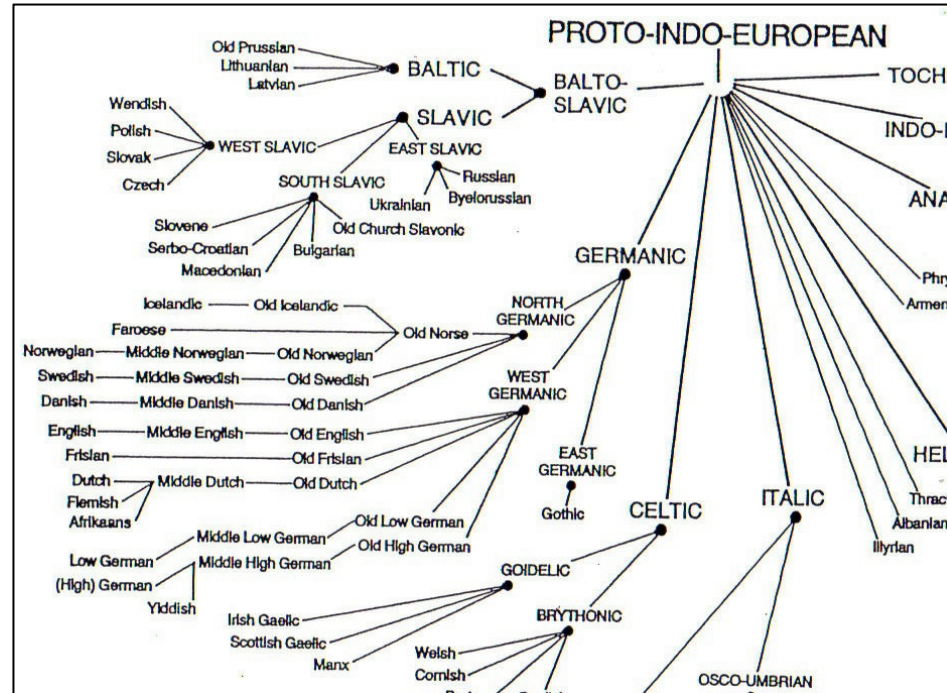 PROTO-INDO-EUROPEAN
Old Prussian
Lithuanian
Latvian
BALTIC
BALTO-
SLAVIC
TOCH
INDO-
ANA
Wendish
Polish
Slovak
Czech
WEST SLAVIC
SLAVIC
EAST SLAVIC
Russian
Byelorussian
Ukrainian
SOUTH SLAVIC
Slovene
Serbo-Croatian
Macedonian
Bulgarian
Old Church Slavonic
Phry
Armen
GERMANIC
NORTH
GERMANIC
Icelandic
Old Icelandic
Faroese
Old Norse
Norwegian
Middle Norwegian
Old Norwegian
Swedish
Middle Swedish
Old Swedish
Danish
Middle Danish
Old Danish
WEST
GERMANIC
English
Middle English
Old English
Frisian
Old Frisian
Dutch
Flemish
Afrikaans
Middle Dutch
Old Dutch
EAST
GERMANIC
Gothic
Old Low German
Middle Low German
Low German
Old High German
Middle High German
(High) German
Yiddish
CELTIC
ITALIC
HEL
Thrac
Albanian
Illyrian
GOIDELIC
Irish Gaelic
Scottish Gaelic
Manx
BRYTHONIC
Welsh
Cornish
OSCO-UMBRIAN